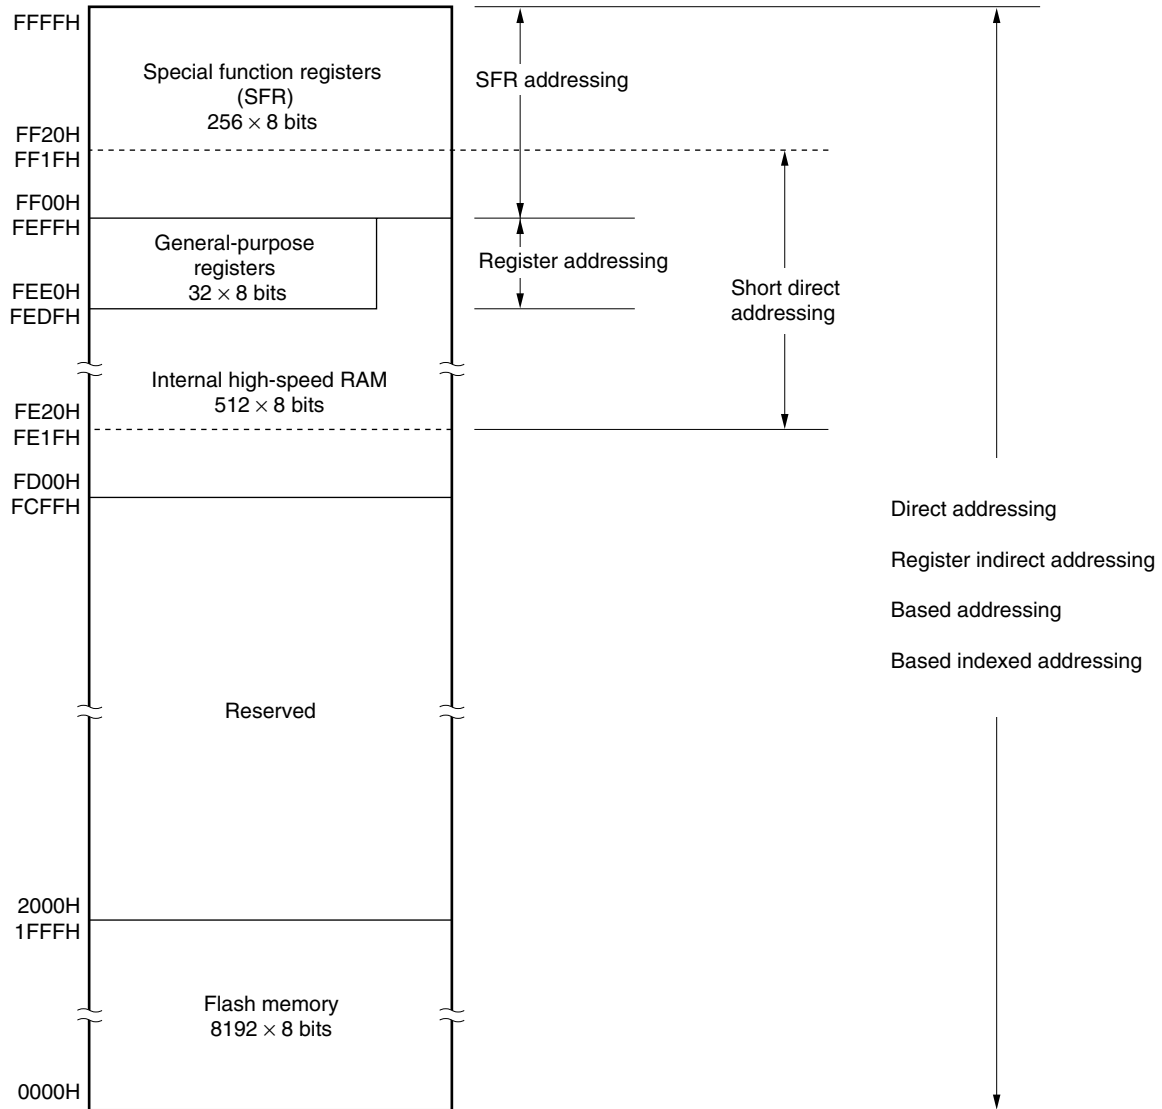 FFFFH
Special function registers
(SFR)
256 × 8 bits
SFR addressing
FF20H
FF1FH
FF00H
FEFFH
General-purpose
registers
32 × 8 bits
Register addressing
Short direct
addressing
FEE0H
FEDFH
Internal high-speed RAM
512 × 8 bits
FE20H
FE1FH
FD00H
FCFFH
Direct addressing
Register indirect addressing
Based addressing
Based indexed addressing
Reserved
2000H
1FFFH
Flash memory
8192 × 8 bits
0000H